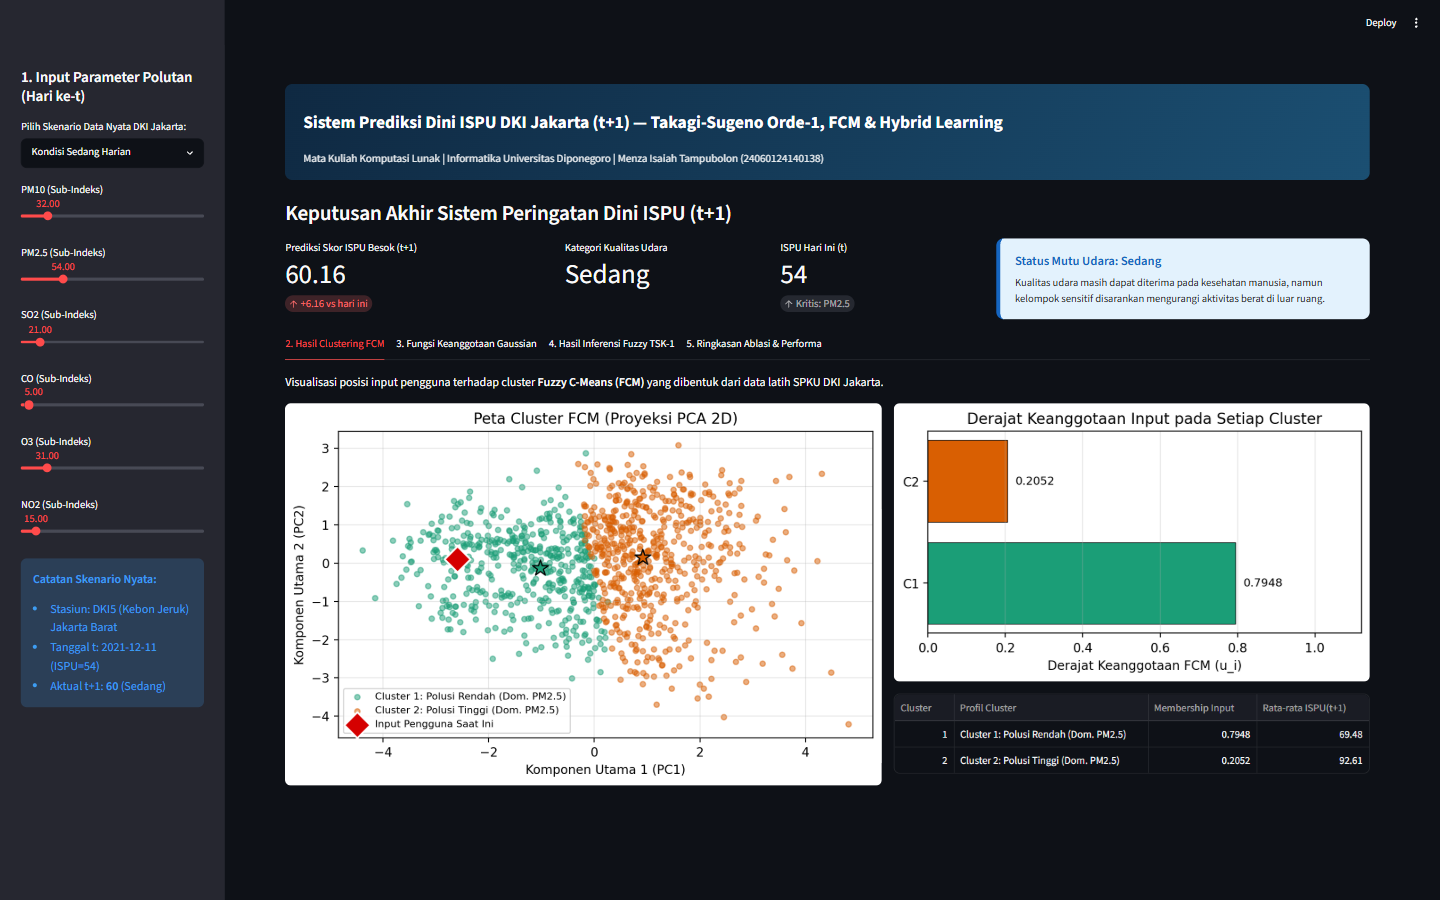 Deploy
1. Input Parameter Polutan
(Hari ke-t)
Pilih Skenario Data Nyata DKI Jakarta:
Kondisi Sedang Harian
PM10 (Sub-Indeks)
32.00
PM2.5 (Sub-Indeks)
54.00
SO2 (Sub-Indeks)
21.00
CO (Sub-Indeks)
5.00
O3 (Sub-Indeks)
31.00
NO2 (Sub-Indeks)
15.00
Catatan Skenario Nyata:
• Stasiun: DKI5 (Kebon Jeruk)
Jakarta Barat
• Tanggal t: 2021-12-11
(ISPU=54)
• Aktual t+1: 60 (Sedang)
Sistem Prediksi Dini ISPU DKI Jakarta (t+1) — Takagi-Sugeno Orde-1, FCM & Hybrid Learning
Mata Kuliah Komputasi Lunak | Informatika Universitas Diponegoro | Menza Isaiah Tampubolon (24060124140138)
Keputusan Akhir Sistem Peringatan Dini ISPU (t+1)
Prediksi Skor ISPU Besok (t+1)
60.16
↑ +6.16 vs hari ini
Kategori Kualitas Udara
Sedang
ISPU Hari Ini (t)
54
↑ Kritis: PM2.5
Status Mutu Udara: Sedang
Kualitas udara masih dapat diterima pada kesehatan manusia, namun
kelompok sensitif disarankan mengurangi aktivitas berat di luar ruang.
2. Hasil Clustering FCM 3. Fungsi Keanggotaan Gaussian 4. Hasil Inferensi Fuzzy TSK-1 5. Ringkasan Ablasi & Performa
Visualisasi posisi input pengguna terhadap cluster Fuzzy C-Means (FCM) yang dibentuk dari data latih SPKU DKI Jakarta.
Peta Cluster FCM (Proyeksi PCA 2D)
Komponen Utama 2 (PC2)
3
2
1
0
−1
−2
−3
−4
Cluster 1: Polusi Rendah (Dom. PM2.5)
Cluster 2: Polusi Tinggi (Dom. PM2.5)
Input Pengguna Saat Ini
−4 −2 0 2 4
Komponen Utama 1 (PC1)
Derajat Keanggotaan Input pada Setiap Cluster
C2 0.2052
C1 0.7948
0.0 0.2 0.4 0.6 0.8 1.0
Derajat Keanggotaan FCM (u_i)
Cluster Profil Cluster Membership Input Rata-rata ISPU(t+1)
1 Cluster 1: Polusi Rendah (Dom. PM2.5) 0.7948 69.48
2 Cluster 2: Polusi Tinggi (Dom. PM2.5) 0.2052 92.61